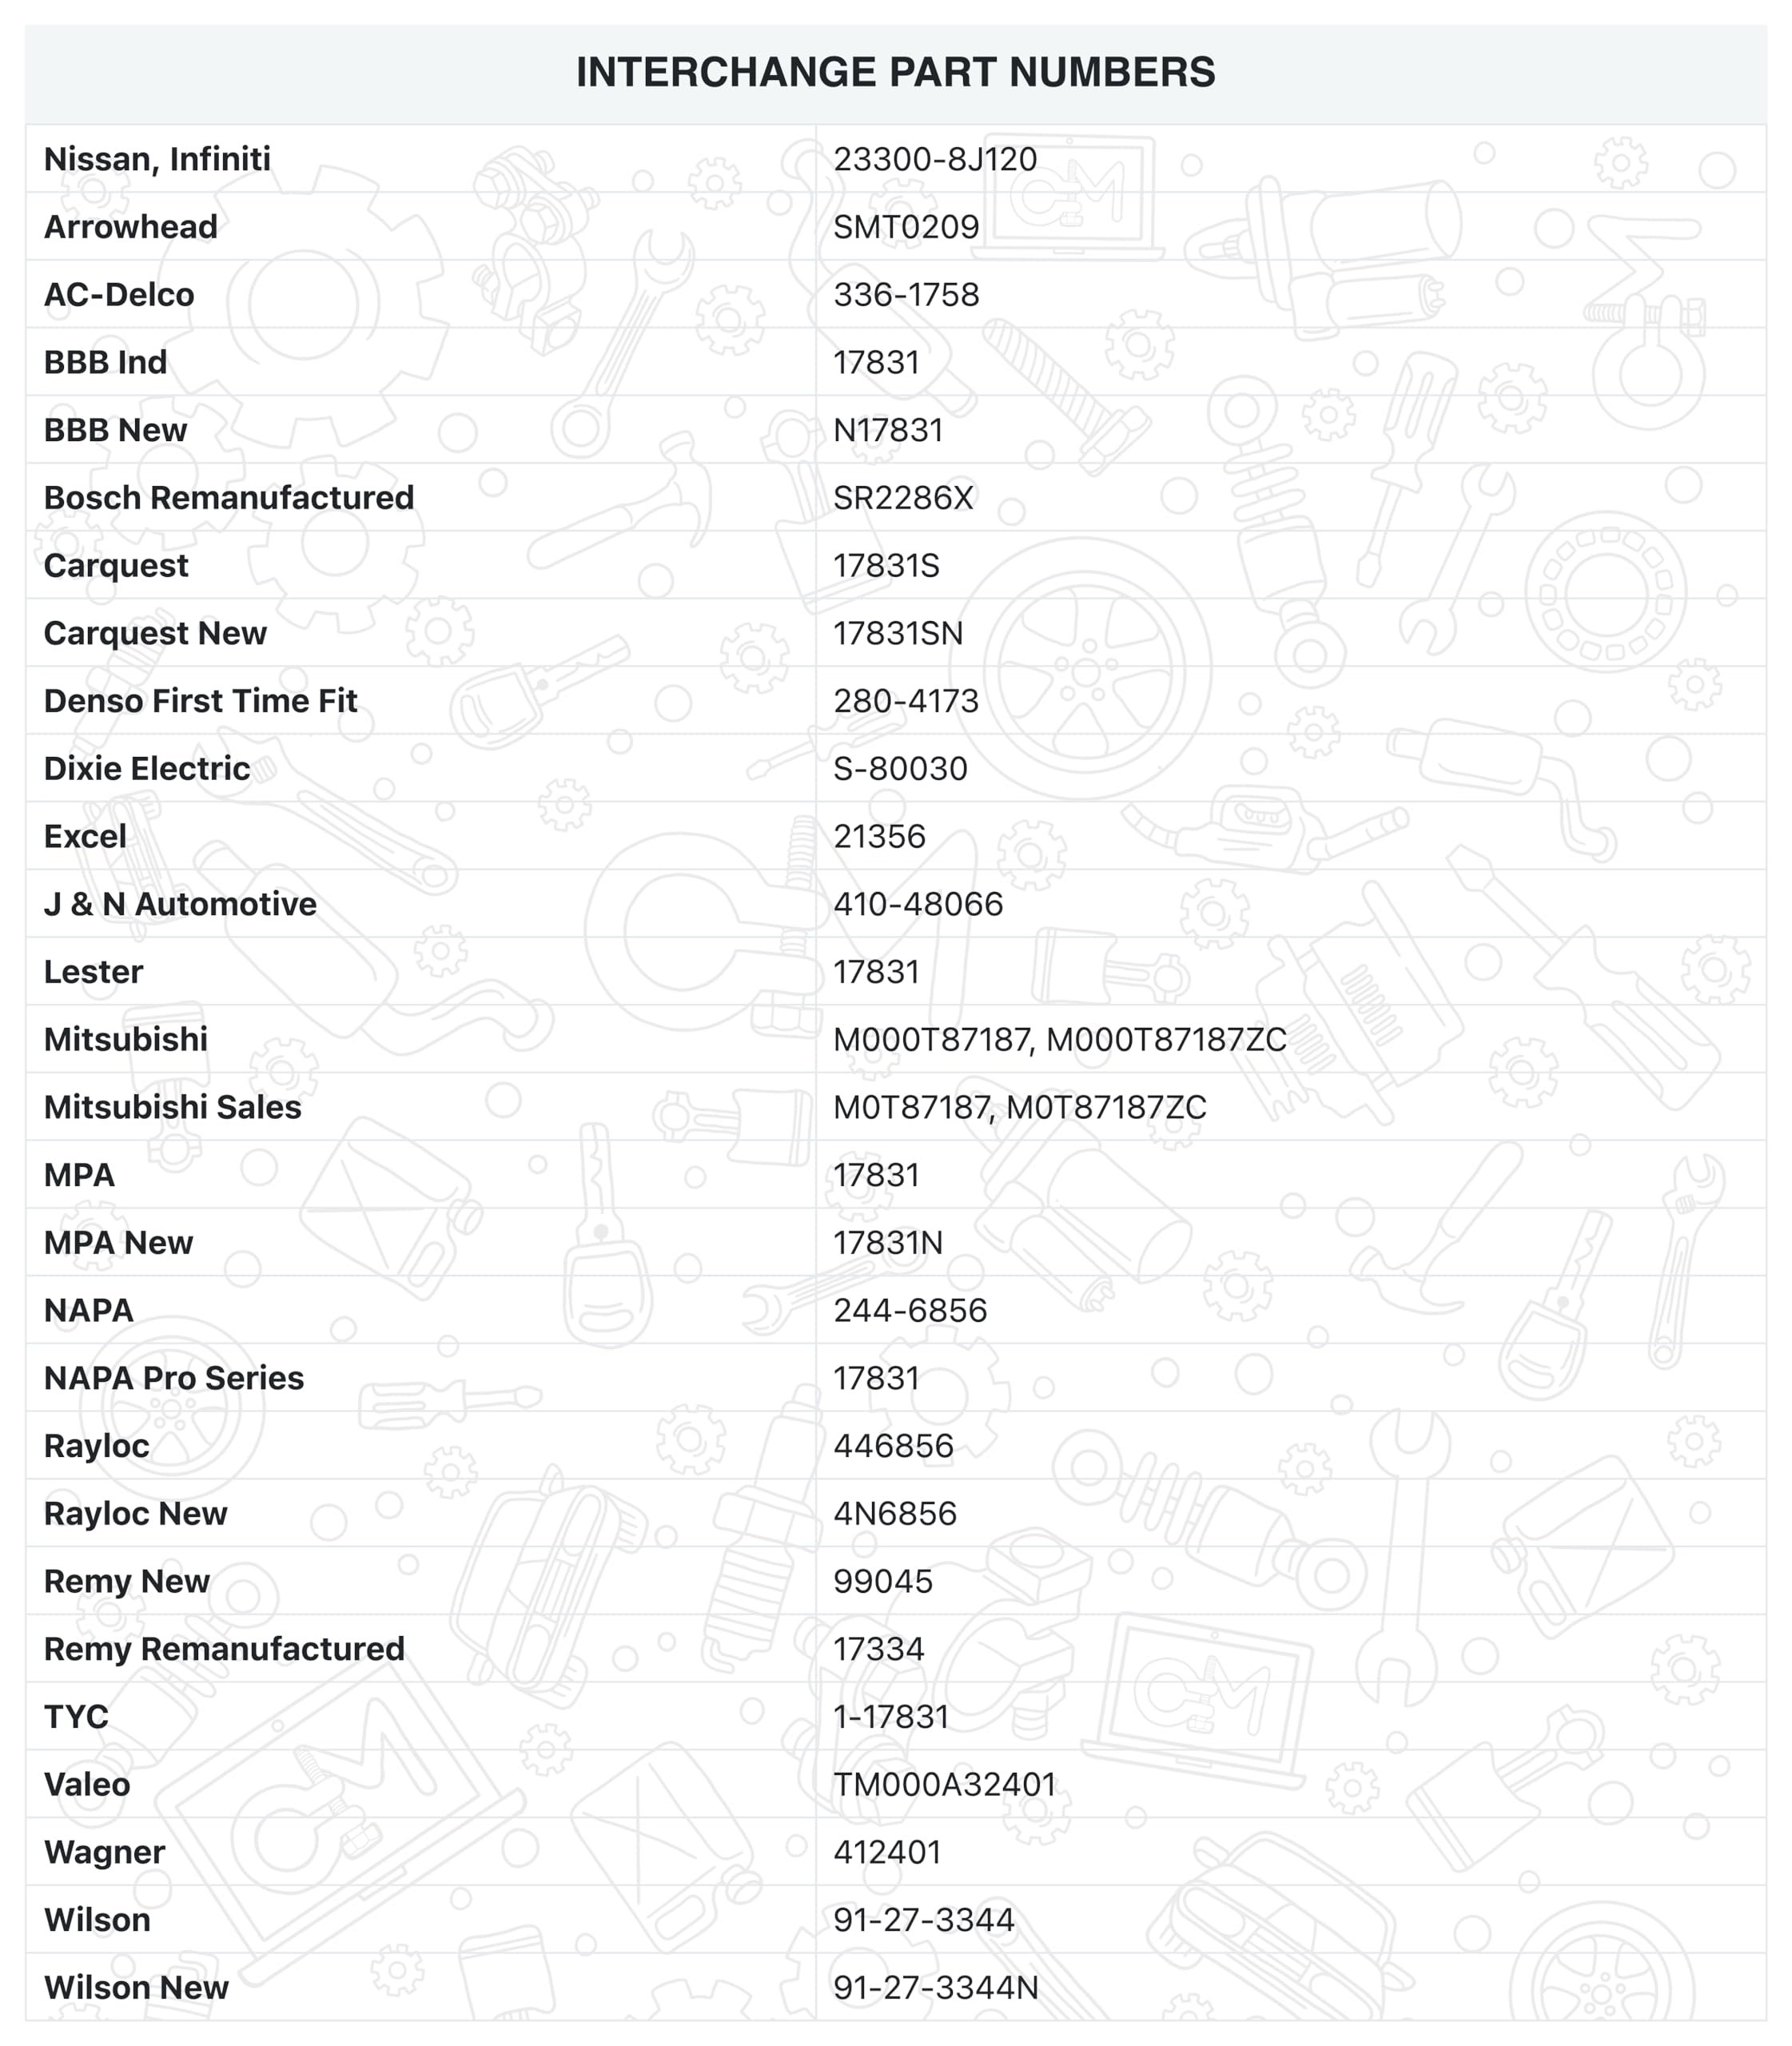 INTERCHANGE PART NUMBERS
Nissan, Infiniti 23300-8J120
Arrowhead SMT0209
AC-Delco 336-1758
BBB Ind 17831
BBB New N17831
Bosch Remanufactured SR2286X
Carquest 17831S
Carquest New 17831SN
Denso First Time Fit 280-4173
Dixie Electric S-80030
Excel 21356
J & N Automotive 410-48066
Lester 17831
Mitsubishi M000T87187, M000T87187ZC
Mitsubishi Sales M0T87187, M0T87187ZC
MPA 17831
MPA New 17831N
NAPA 244-6856
NAPA Pro Series 17831
Rayloc 446856
Rayloc New 4N6856
Remy New 99045
Remy Remanufactured 17334
TYC 1-17831
Valeo TM000A32401
Wagner 412401
Wilson 91-27-3344
Wilson New 91-27-3344N